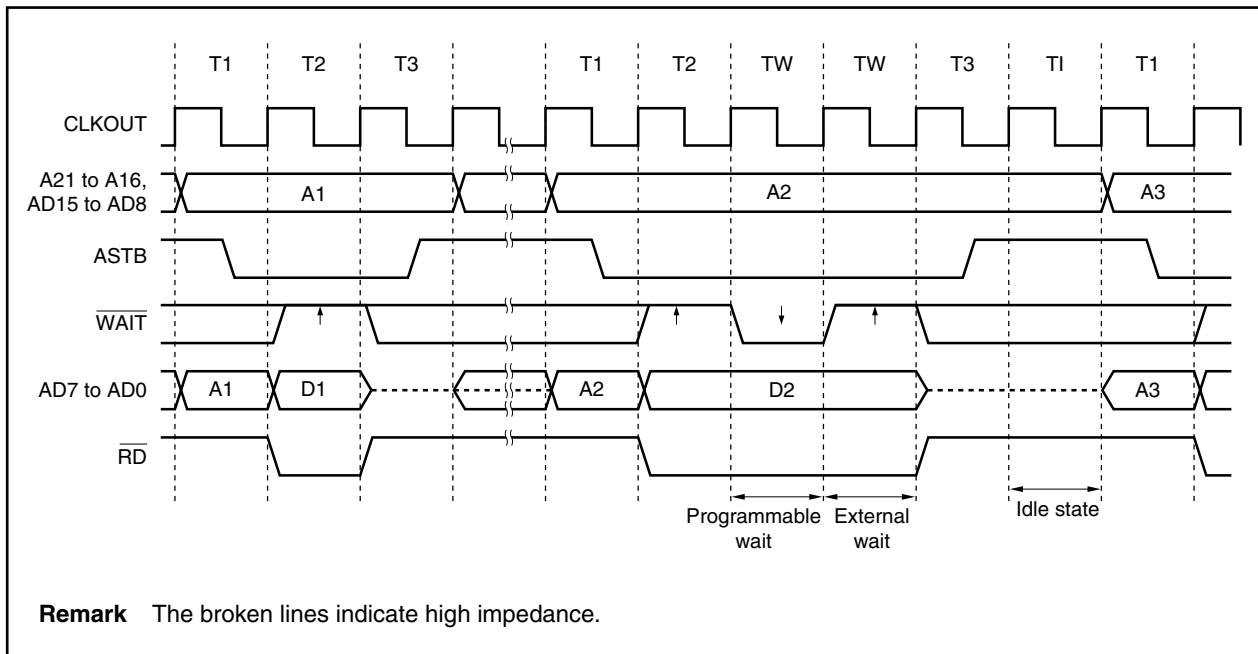 T1 T2 T3 T1 T2 TW TW T3 TI T1
CLKOUT
A21 to A16,
AD15 to AD8
A1 A2 A3
ASTB
WAIT
AD7 to AD0 A1 D1 A2 D2 A3
RD
Programmable
wait
External
wait
Idle state
Remark The broken lines indicate high impedance.